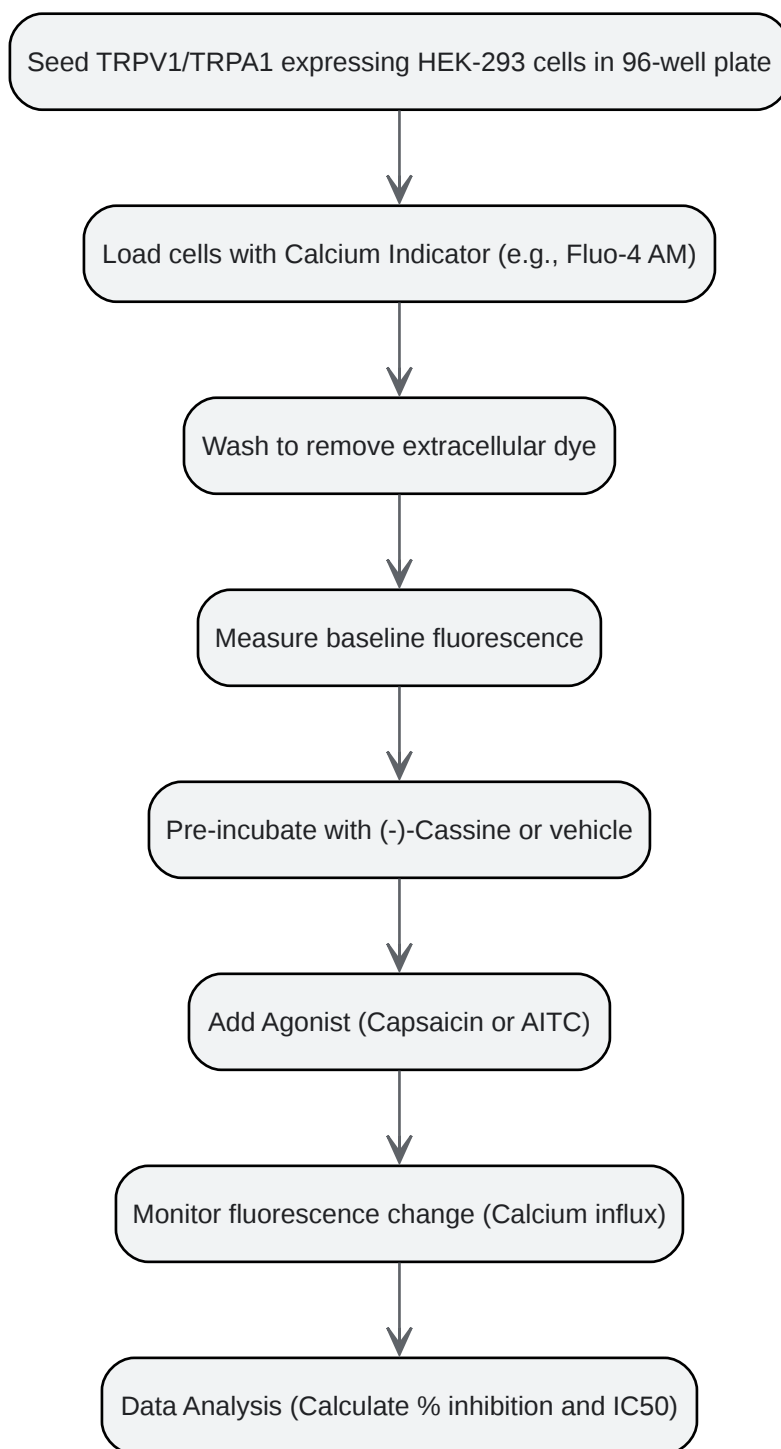 Seed TRPV1/TRPA1 expressing HEK-293 cells in 96-well plate
Load cells with Calcium Indicator (e.g., Fluo-4 AM)
Wash to remove extracellular dye
Measure baseline fluorescence
Pre-incubate with (-)-Cassine or vehicle
Add Agonist (Capsaicin or AITC)
Monitor fluorescence change (Calcium influx)
Data Analysis (Calculate % inhibition and IC50)